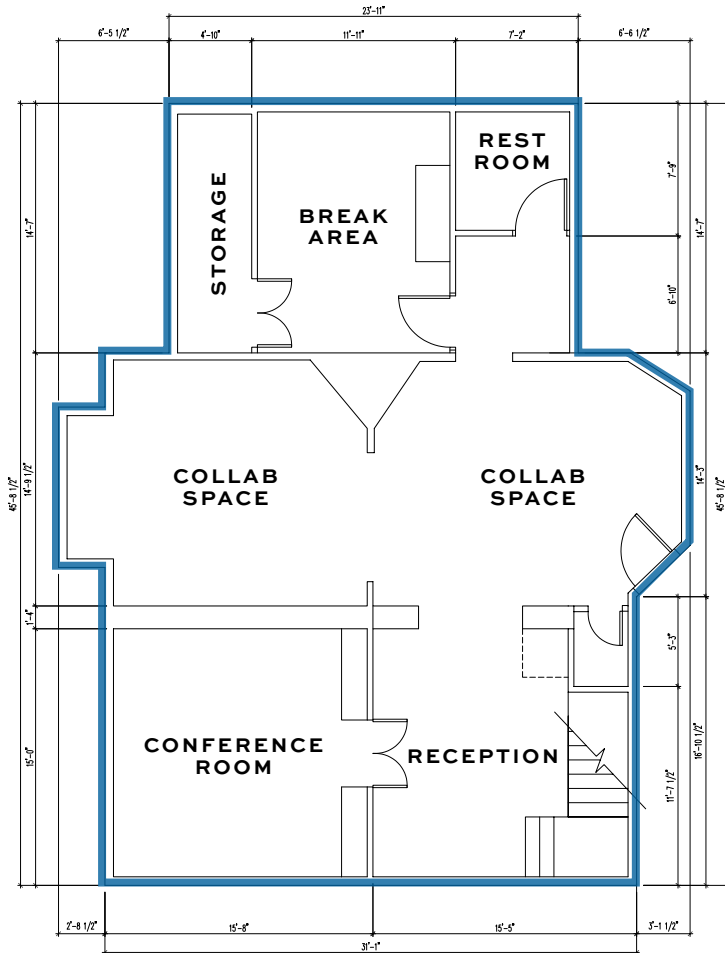 23'-11"
6'-5 1/2"
4'-10"
11'-11"
7'-2"
6'-6 1/2"
REST
ROOM
7'-9"
STORAGE
BREAK
AREA
14'-7"
14'-7"
6'-10"
COLLAB
SPACE
COLLAB
SPACE
45'-8 1/2"
14'-9 1/2"
14'-3"
45'-8 1/2"
1'-4"
5'-3"
CONFERENCE
ROOM
RECEPTION
15'-0"
16'-10 1/2"
11'-7 1/2"
2'-8 1/2"
15'-8"
15'-5"
3'-1 1/2"
31'-1"